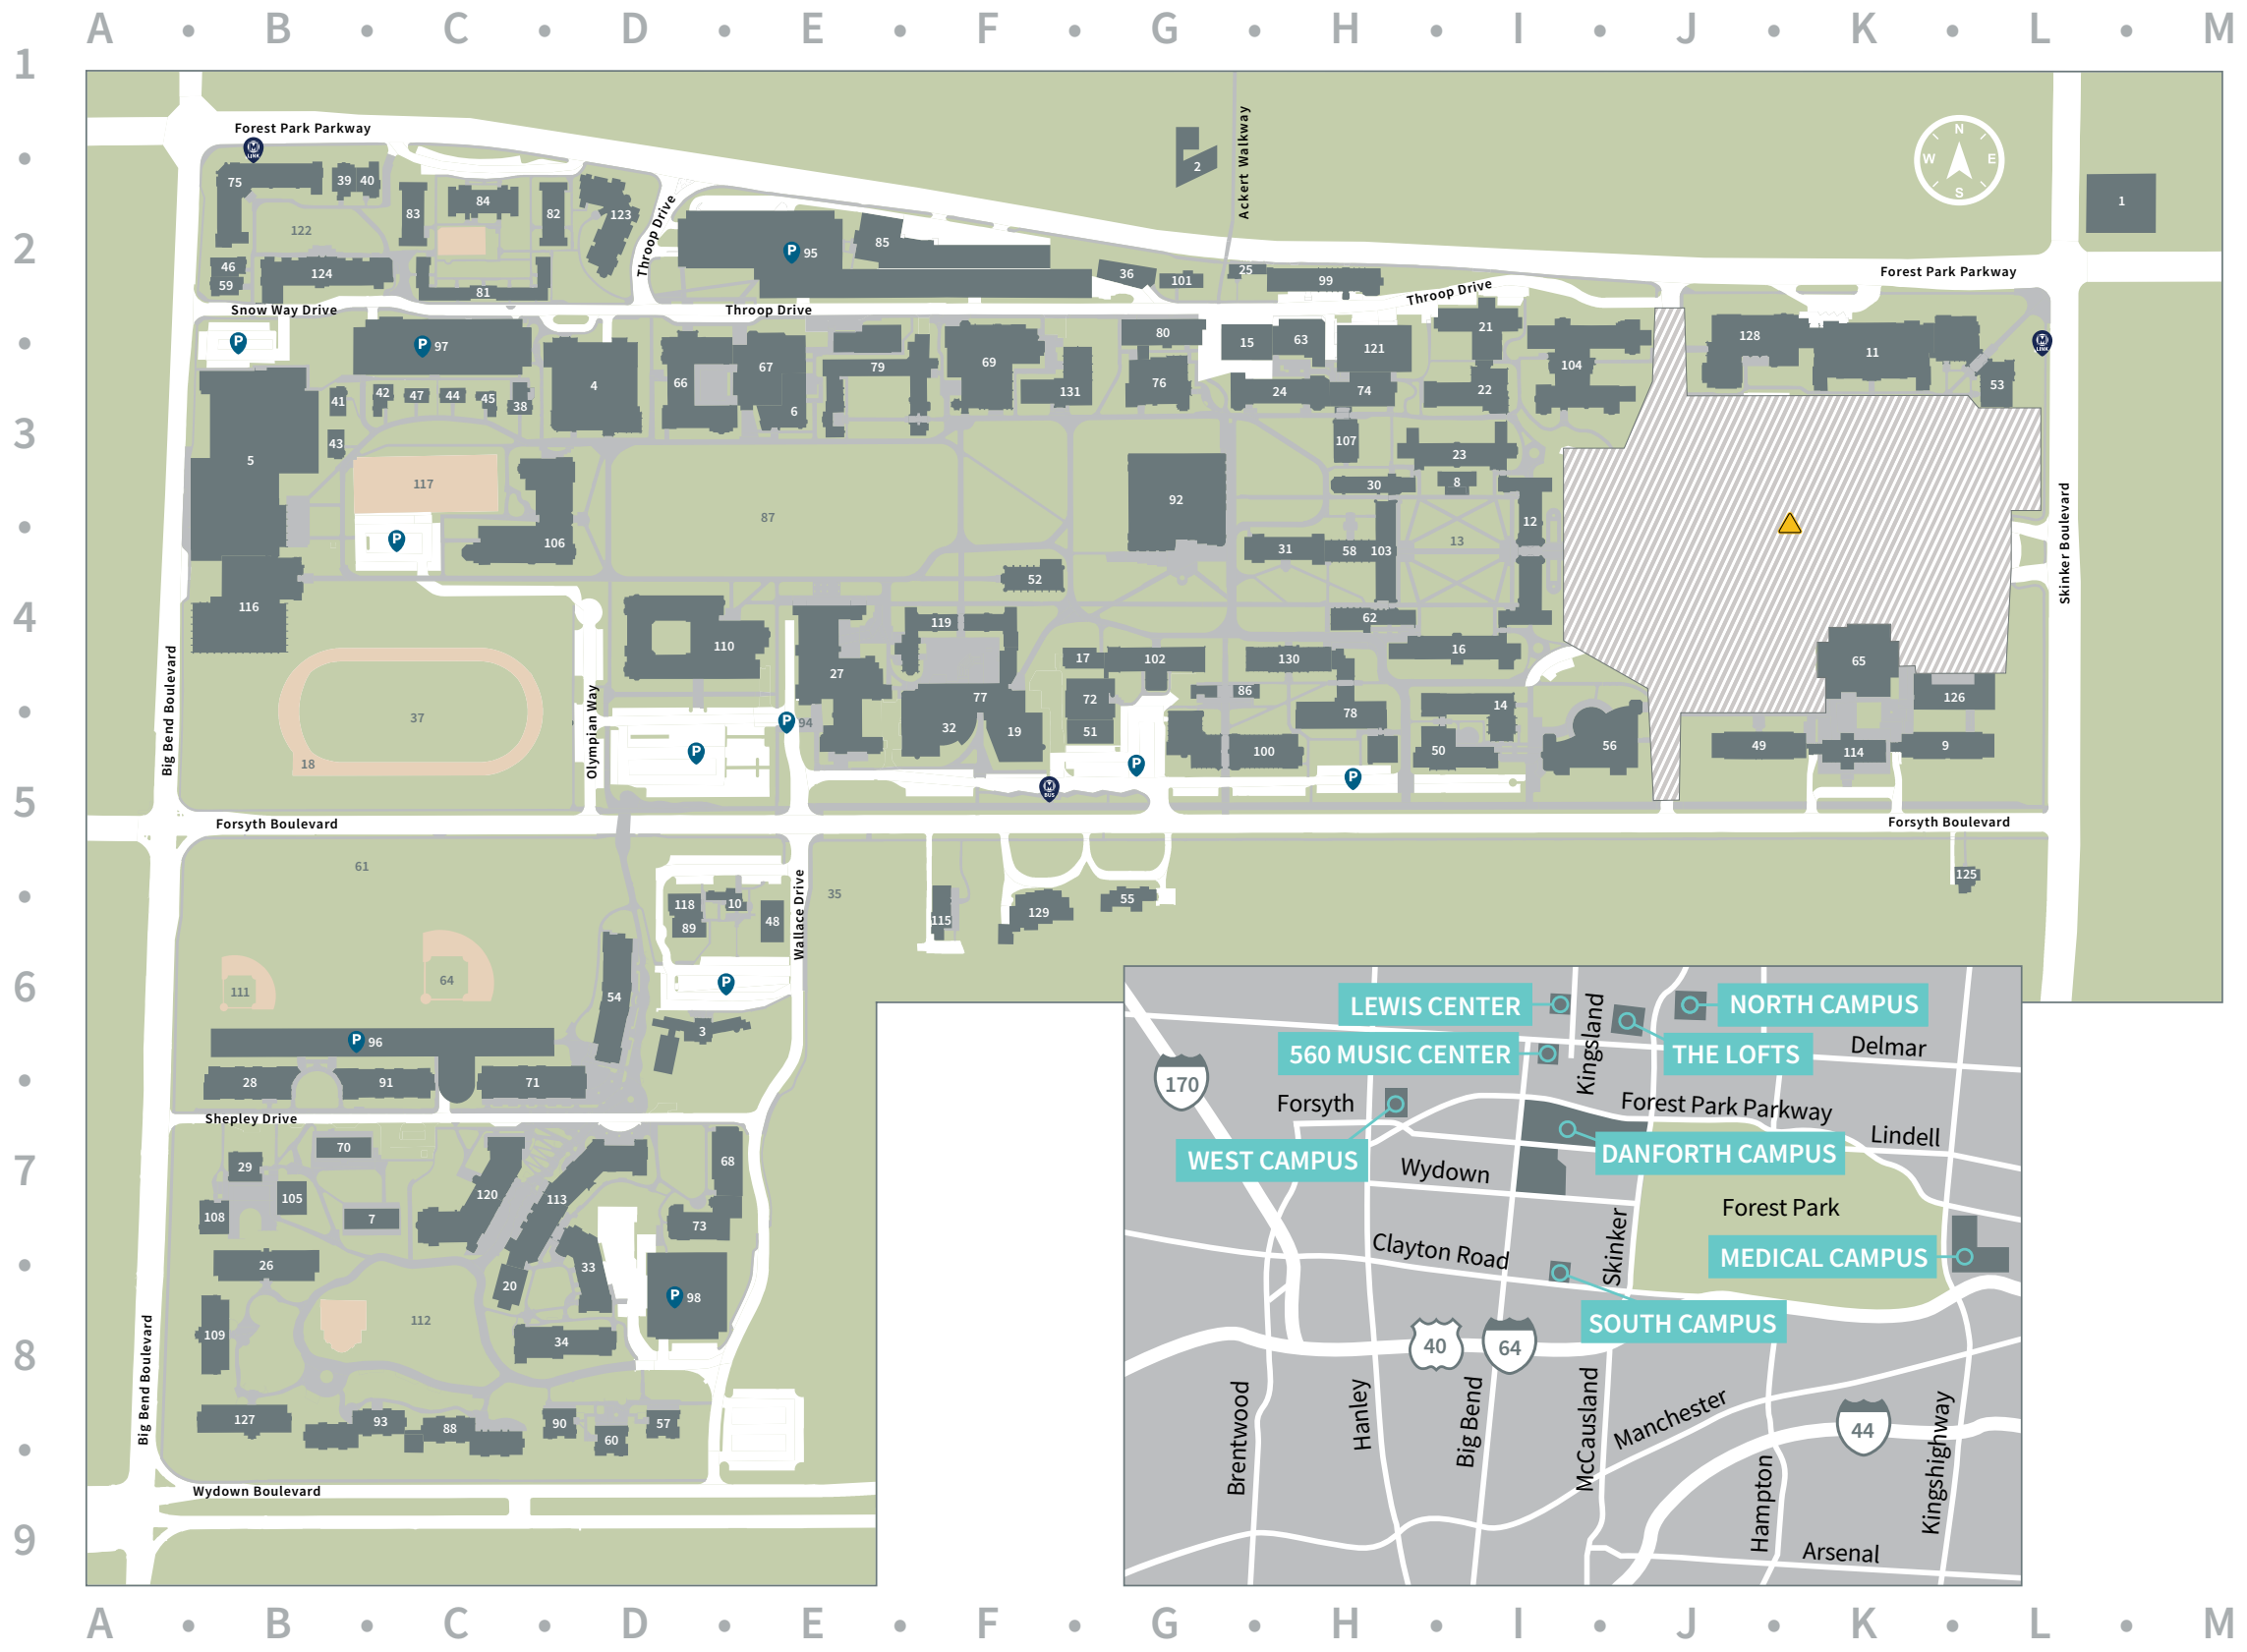 A B C D E F G H I J K L M
1
2
3
4
5
6
7
8
9
Forest Park Parkway
M LINK
Ackert Walkway
N
W E
S
2
1
75 39 40 83 84 82 123
Throop Drive
122
95 85
46 124
59 81
36 101 25 99
Throop Drive
Forest Park Parkway
Snow Way Drive
Throop Drive
P
P 97
4 66 67 6 79 69 131 80 76
15 63 121 21 104 128 11 53
24 74 22
M LINK
41 42 47 44 45 38
43
5
117
106
P
87
92
107
23
30 8
12
31 58 103 13
52
62
16
Skinker Boulevard
116
110
27
119
77
17 102
130
86
65
126
Big Bend Boulevard
37
18
Olympian Way
P 94
P
32 19
72
51
P
100
78
P
14
50
56
49 114 9
M BUS
Forsyth Boulevard
Forsyth Boulevard
61
118 10
89 48
Wallace Drive
35
115 129 55
125
111 64
54
P
3
P 96
28 91 71
Shepley Drive
70
29
105
108
7
120 113
68
73
26
20 33
P 98
112
34
109
Big Bend Boulevard
127 93 88 90 60 57
Wydown Boulevard
LEWIS CENTER
NORTH CAMPUS
560 MUSIC CENTER
Kingsland
THE LOFTS
Delmar
170
Forsyth
Forest Park Parkway
Lindell
WEST CAMPUS
DANFORTH CAMPUS
Wydown
Forest Park
Clayton Road
Skinker
MEDICAL CAMPUS
SOUTH CAMPUS
40
64
44
Brentwood
Hanley
Big Bend
McCausland
Manchester
Hampton
Kingshighway
Arsenal
A B C D E F G H I J K L M